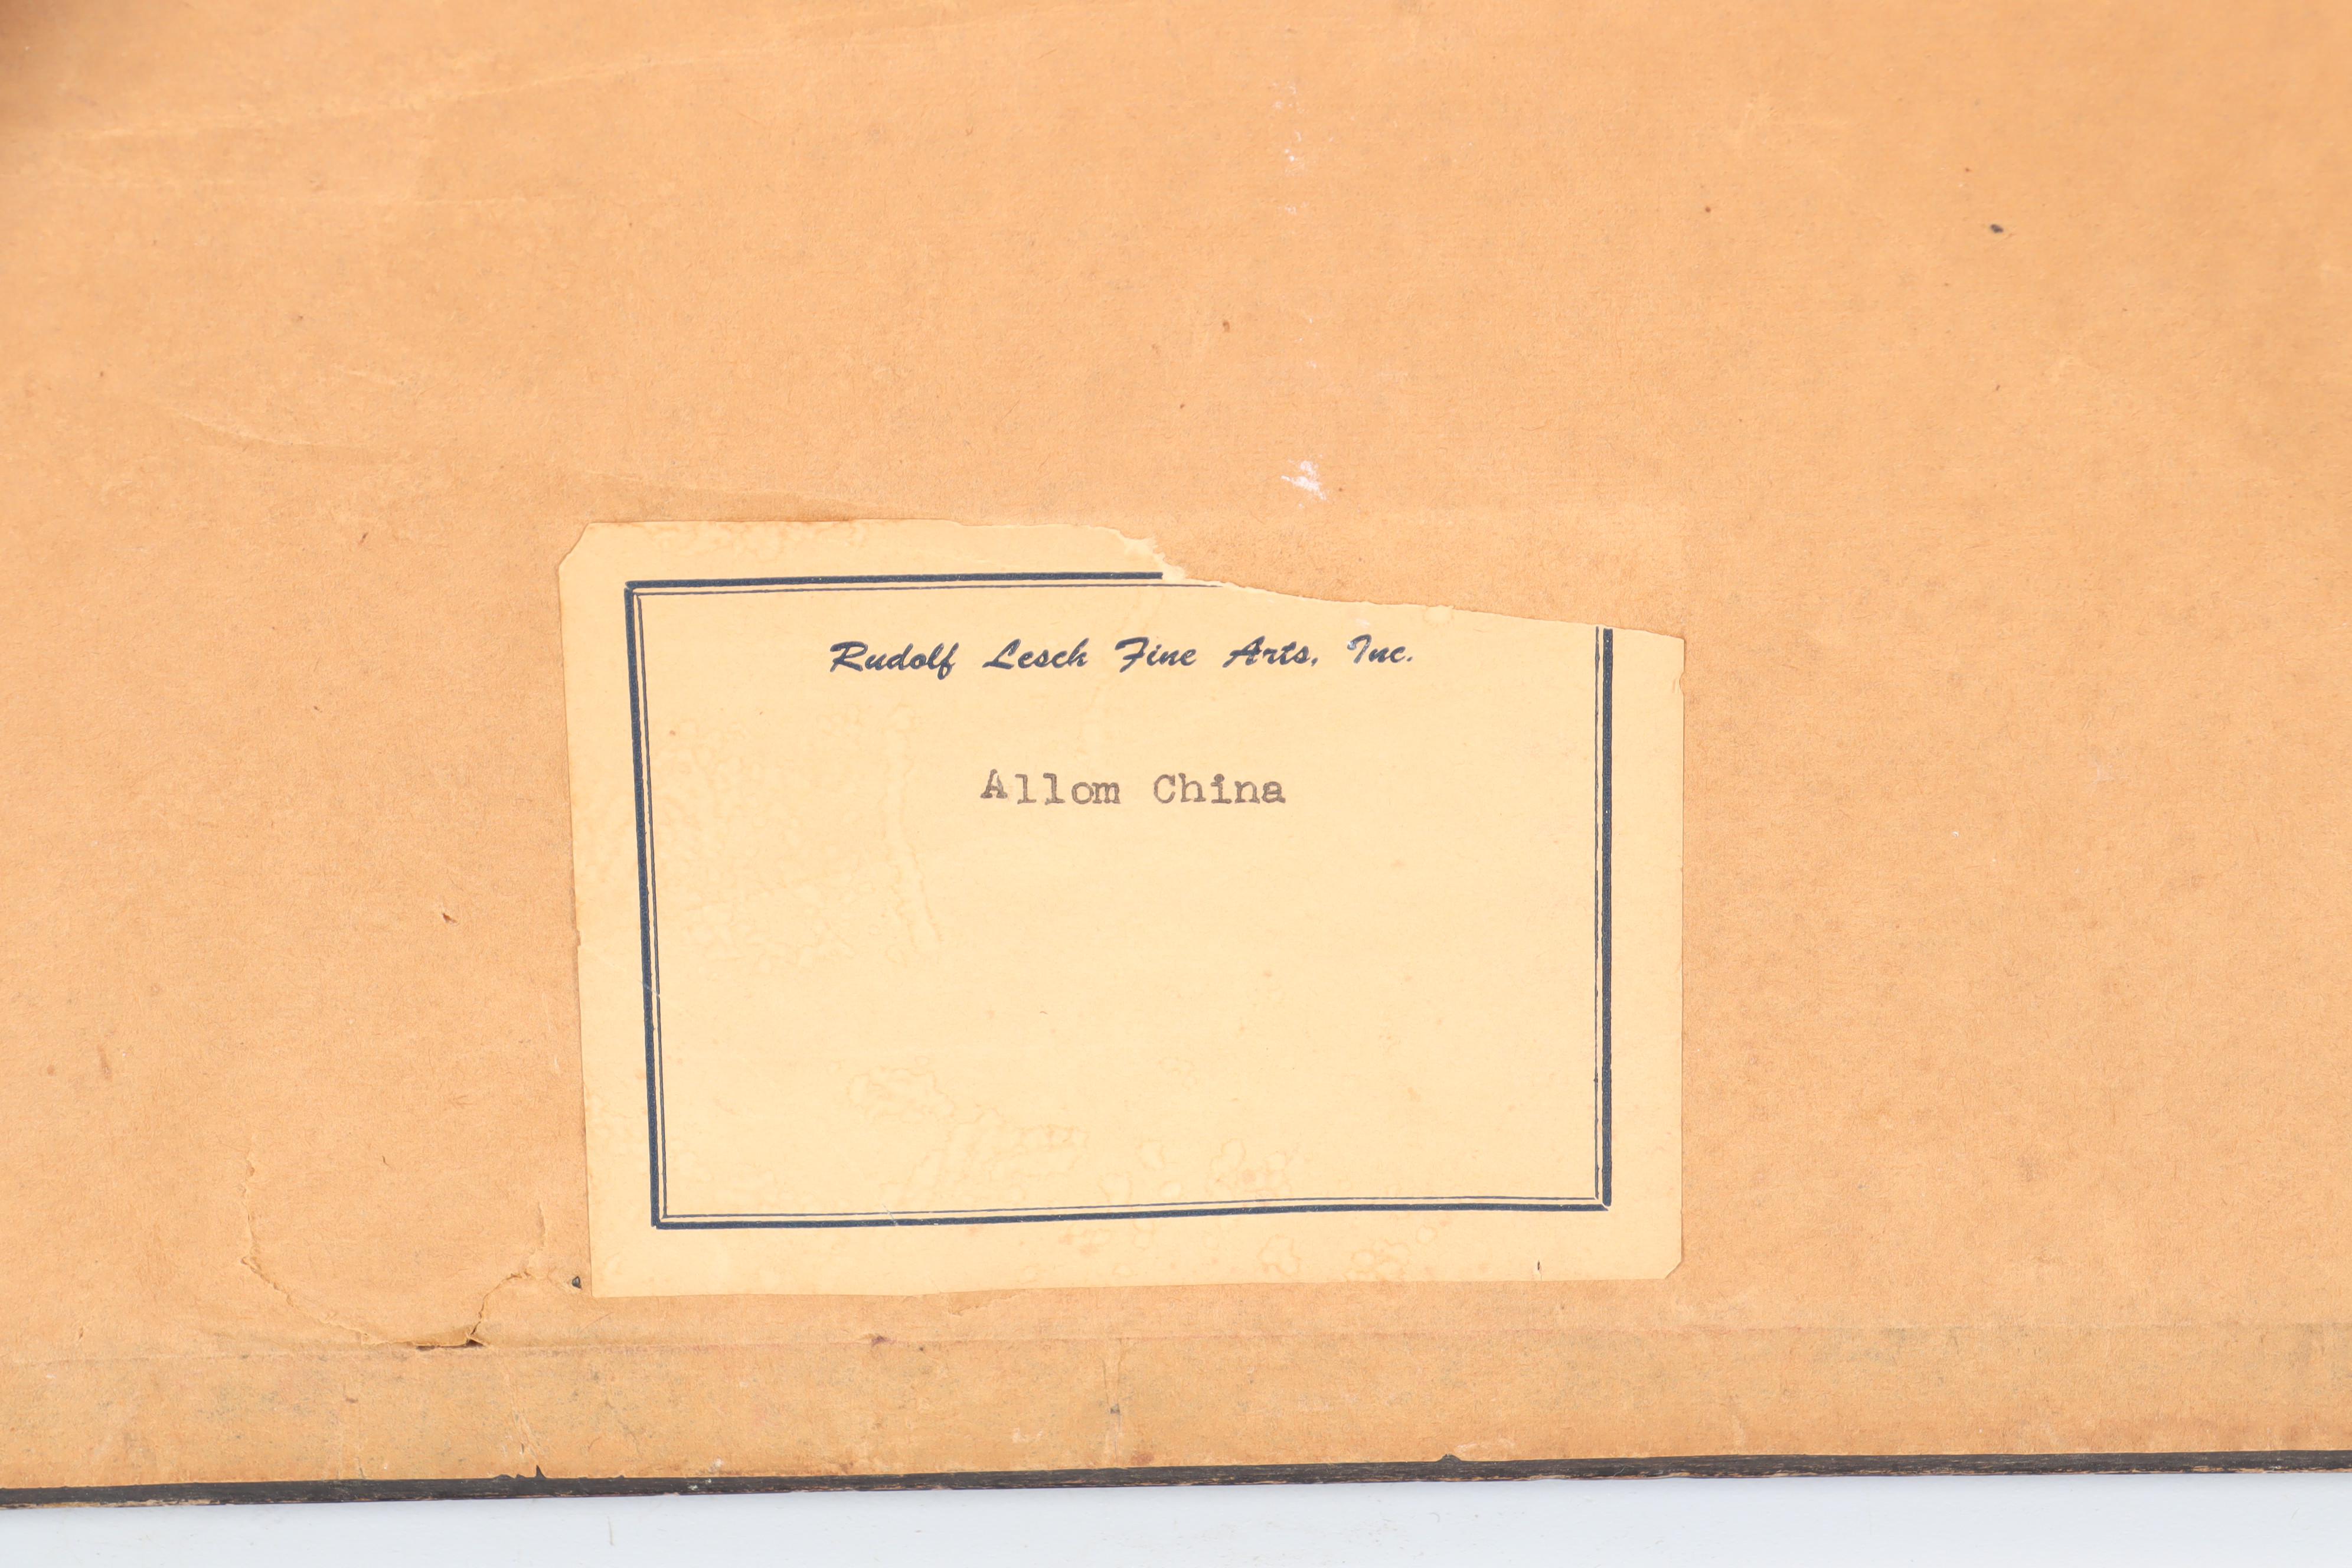 Rudolf Lesch Fine Arts, Inc.
Allom China